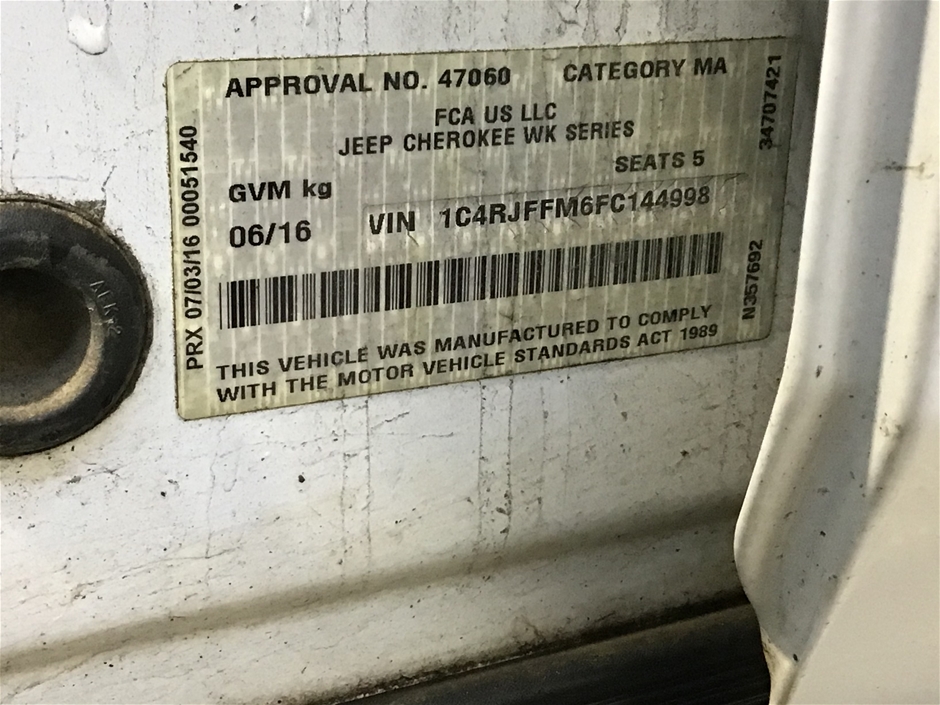 APPROVAL NO. 47060 CATEGORY MA
FCA US LLC
JEEP CHEROKEE WK SERIES
SEATS 5
GVM kg
06/16 VIN 1C4RJFFM6FC144998
THIS VEHICLE WAS MANUFACTURED TO COMPLY
WITH THE MOTOR VEHICLE STANDARDS ACT 1989
PRX 07/03/16 00051540
34707421
N357692